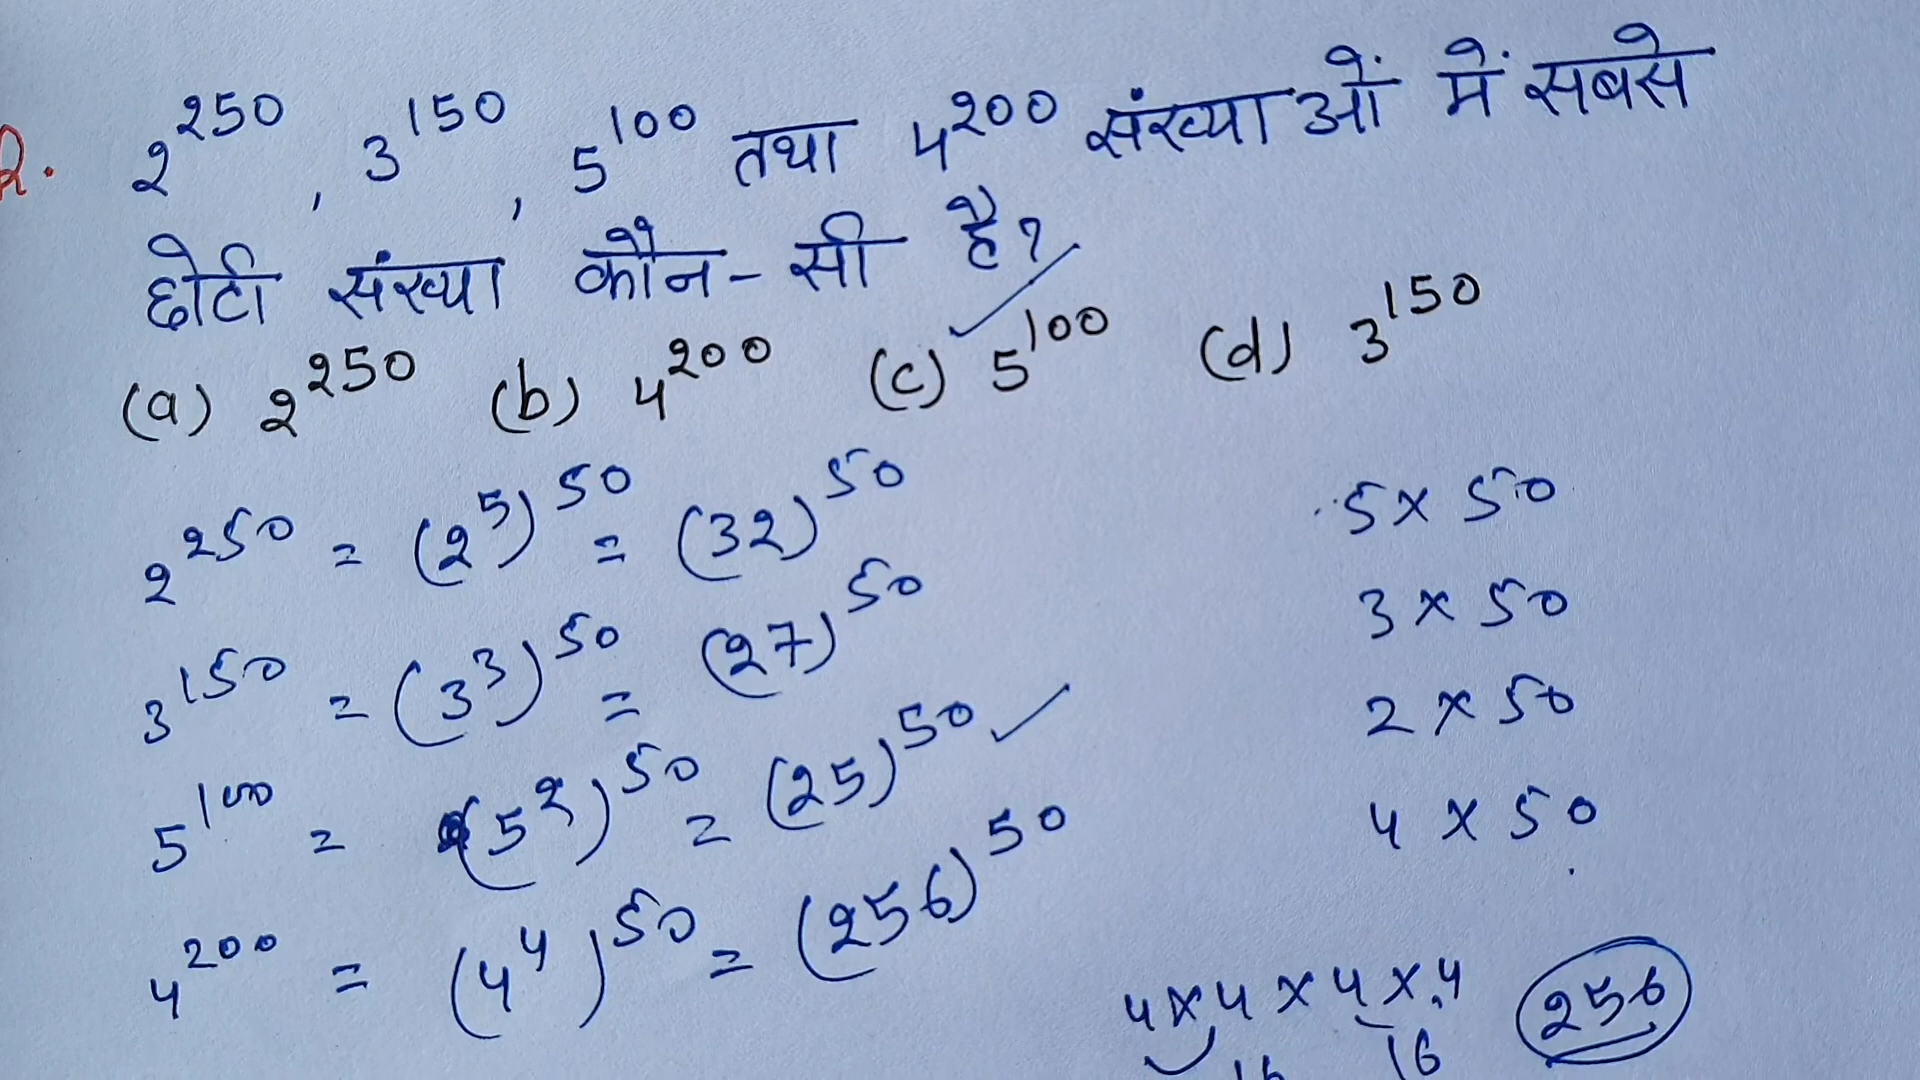 2. 2^250, 3^150, 5^100 तथा 4^200 संख्याओं में सबसे
छोटी संख्या कौन-सी है?
(a) 2^250 (b) 4^200 (c) 5^100 (d) 3^150
2^250 = (2^5)^50 = (32)^50
5 × 50
3^150 = (3^3)^50 = (27)^50
3 × 50
5^100 = (5^2)^50 = (25)^50 ✓
2 × 50
4^200 = (4^4)^50 = (256)^50
4 × 50
4×4×4×4 256
16 16